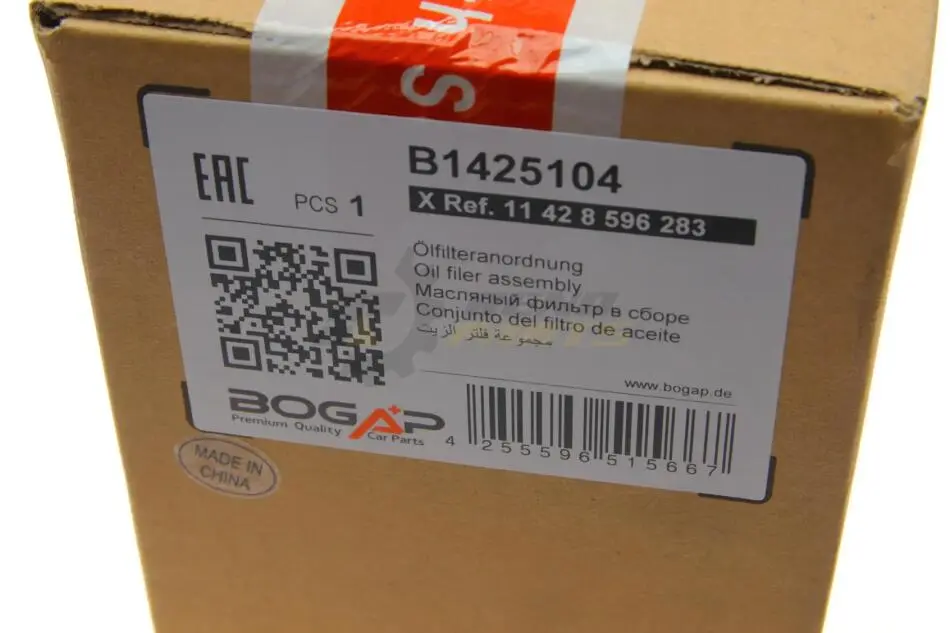 h S
EAC
PCS 1
B1425104
X Ref. 11 42 8 596 283
Ölfilteranordnung
Oil filer assembly
Масляный фильтр в сборе
Conjunto del filtro de aceite
مجموعة فلتر الزيت
www.bogap.de
BOGAP
Premium Quality Car Parts
4 255596 515667
MADE IN
CHINA